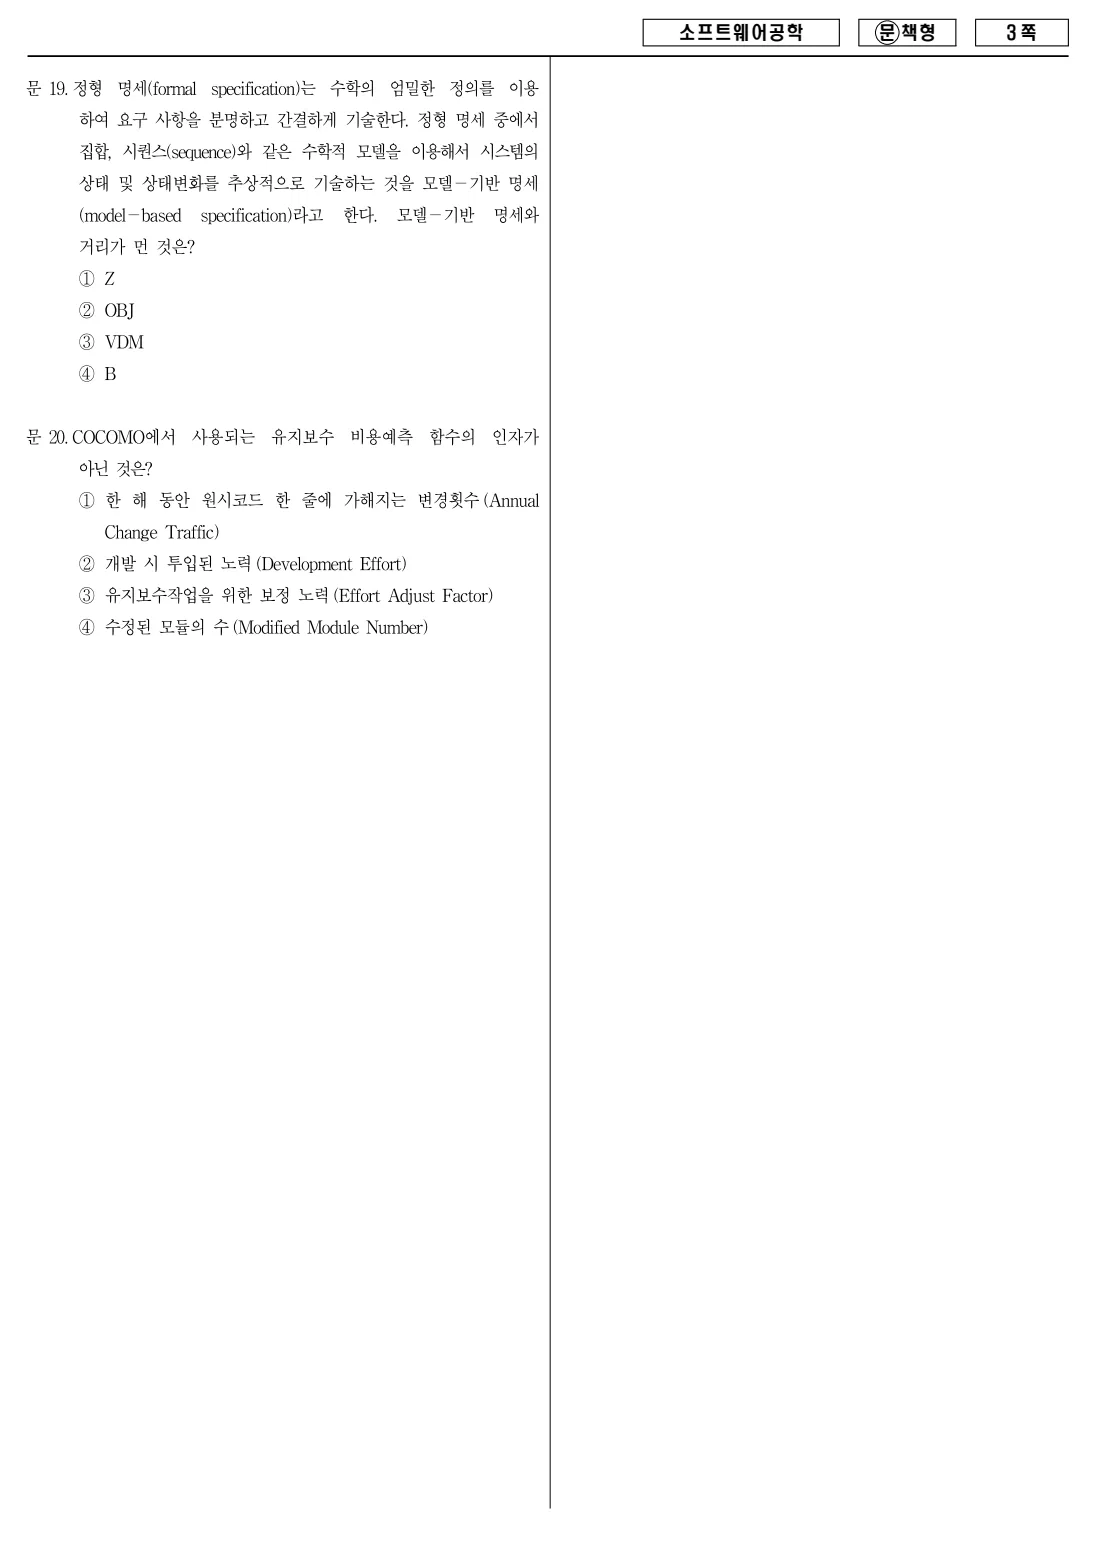 소프트웨어공학 문책형 3쪽
문 19. 정형 명세(formal specification)는 수학의 엄밀한 정의를 이용
하여 요구 사항을 분명하고 간결하게 기술한다. 정형 명세 중에서
집합, 시퀀스(sequence)와 같은 수학적 모델을 이용해서 시스템의
상태 및 상태변화를 추상적으로 기술하는 것을 모델-기반 명세
(model-based specification)라고 한다. 모델-기반 명세와
거리가 먼 것은?
① Z
② OBJ
③ VDM
④ B
문 20. COCOMO에서 사용되는 유지보수 비용예측 함수의 인자가
아닌 것은?
① 한 해 동안 원시코드 한 줄에 가해지는 변경횟수(Annual
Change Traffic)
② 개발 시 투입된 노력(Development Effort)
③ 유지보수작업을 위한 보정 노력(Effort Adjust Factor)
④ 수정된 모듈의 수(Modified Module Number)